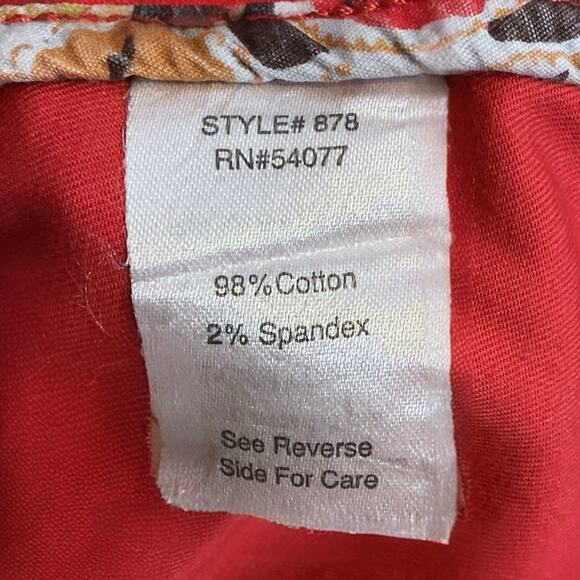 STYLE# 878
RN#54077
98%Cotton
2% Spandex
See Reverse
Side For Care